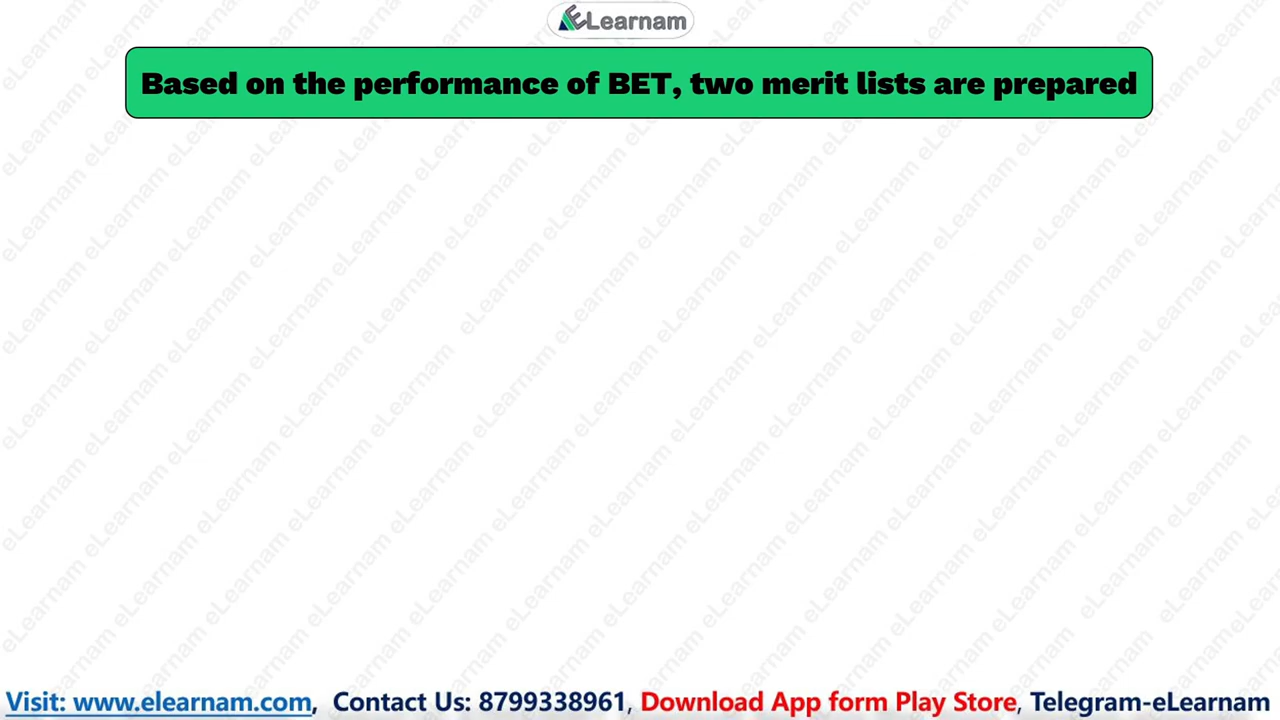 ELearnam
Based on the performance of BET, two merit lists are prepared
Visit: www.elearnam.com, Contact Us: 8799338961, Download App form Play Store, Telegram-eLearnam